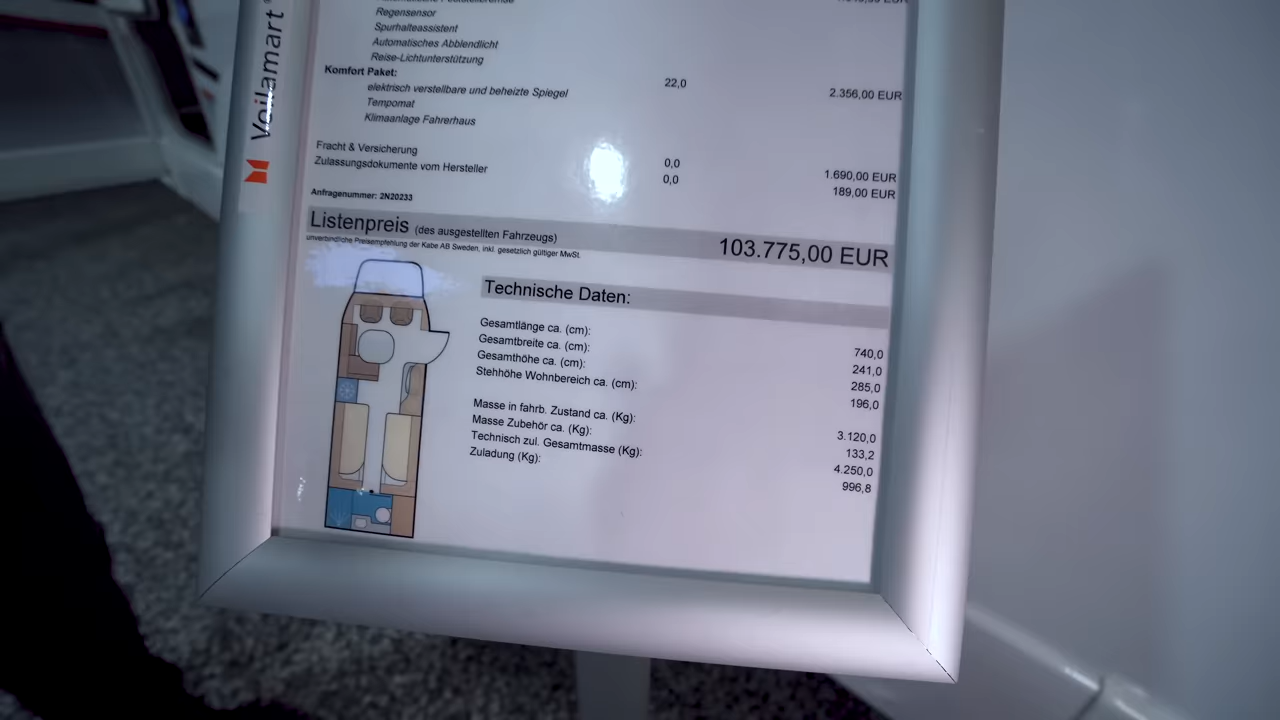 Voilamart
Regensensor
Spurhalteassistent
Automatisches Abblendlicht
Reise-Lichtunterstützung
Komfort Paket:
elektrisch verstellbare und beheizte Spiegel 22,0 2.356,00 EUR
Tempomat
Klimaanlage Fahrerhaus
Fracht & Versicherung 0,0 1.690,00 EUR
Zulassungsdokumente vom Hersteller 0,0 189,00 EUR
Anfragenummer: 2N20233
Listenpreis (des ausgestellten Fahrzeugs) 103.775,00 EUR
unverbindliche Preisempfehlung der Kabe AB Sweden, inkl. gesetzlich gültiger MwSt.
Technische Daten:
Gesamtlänge ca. (cm): 740,0
Gesamtbreite ca. (cm): 241,0
Gesamthöhe ca. (cm): 285,0
Stehhöhe Wohnbereich ca. (cm): 196,0
Masse in fahrb. Zustand ca. (Kg): 3.120,0
Masse Zubehör ca. (Kg): 133,2
Technisch zul. Gesamtmasse (Kg): 4.250,0
Zuladung (Kg): 996,8